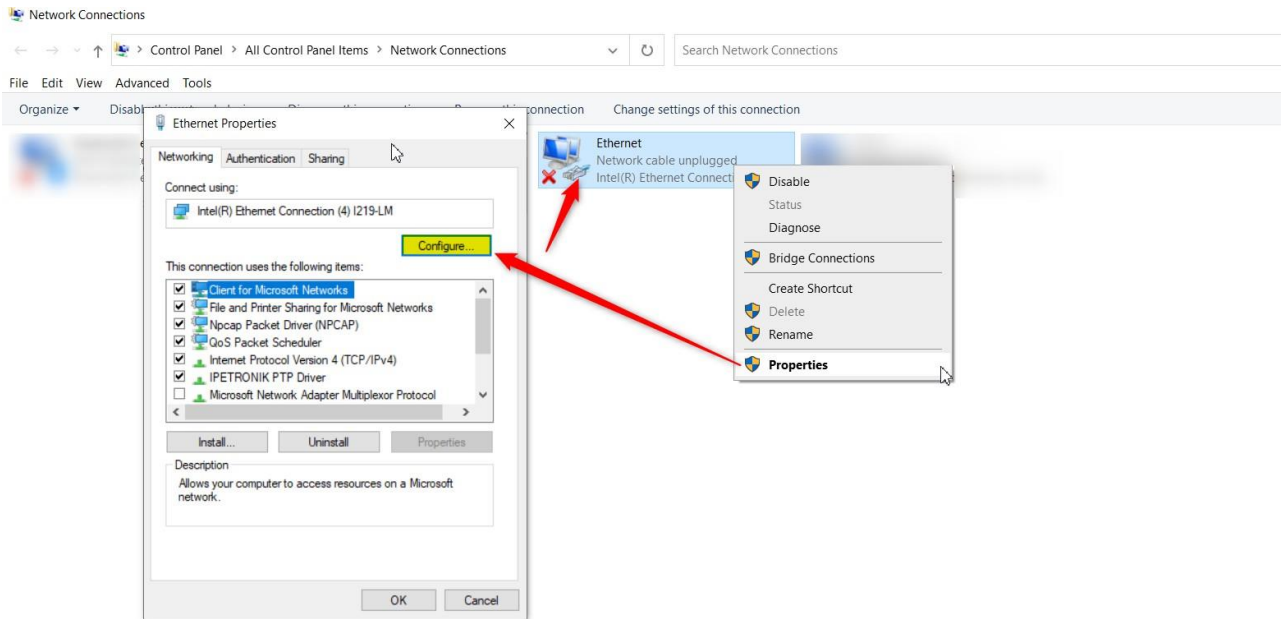 Network Connections
Control Panel > All Control Panel Items > Network Connections
Search Network Connections
File Edit View Advanced Tools
Organize
connection
Change settings of this connection
Ethernet Properties
Networking
Authentication
Sharing
Connect using:
Intel(R) Ethernet Connection (4) I219-LM
Configure...
This connection uses the following items:
Client for Microsoft Networks
File and Printer Sharing for Microsoft Networks
Npcap Packet Driver (NPCAP)
QoS Packet Scheduler
Internet Protocol Version 4 (TCP/IPv4)
IPETRONIK PTP Driver
Microsoft Network Adapter Multiplexor Protocol
Install...
Uninstall
Properties
Description
Allows your computer to access resources on a Microsoft
network.
OK
Cancel
Ethernet
Network cable unplugged
Intel(R) Ethernet
Disable
Status
Diagnose
Bridge Connections
Create Shortcut
Delete
Rename
Properties